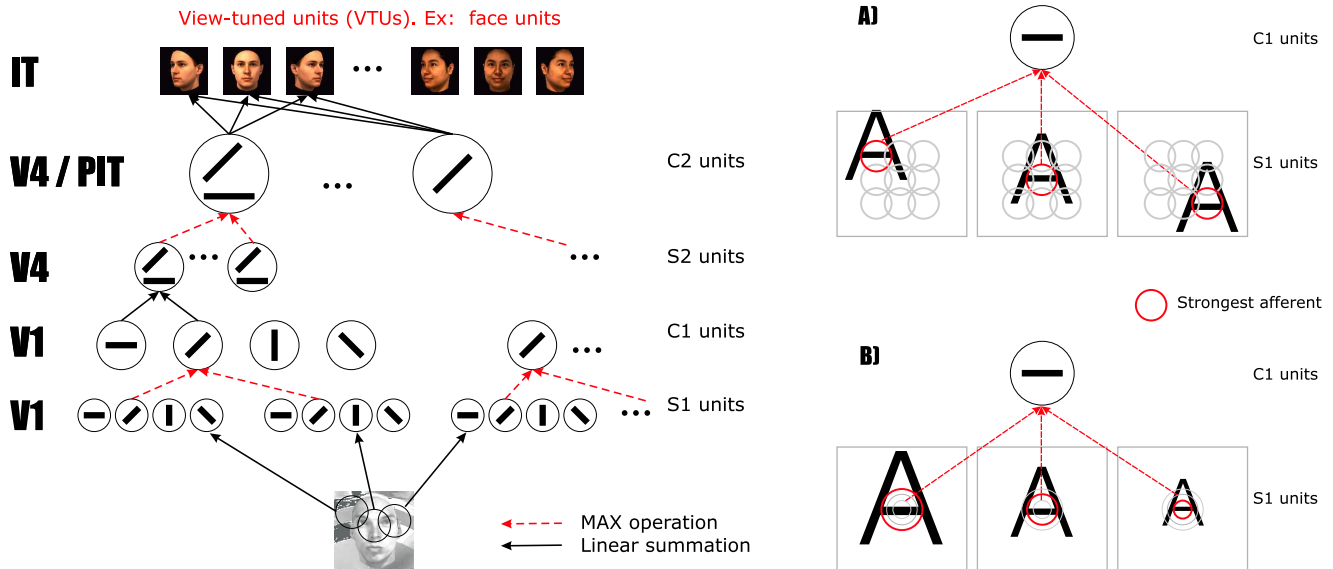 View-tuned units (VTUs). Ex: face units
IT
V4 / PIT
C2 units
V4
S2 units
V1
C1 units
V1
S1 units
MAX operation
Linear summation
A)
C1 units
A A A
S1 units
Strongest afferent
B)
C1 units
A A A
S1 units